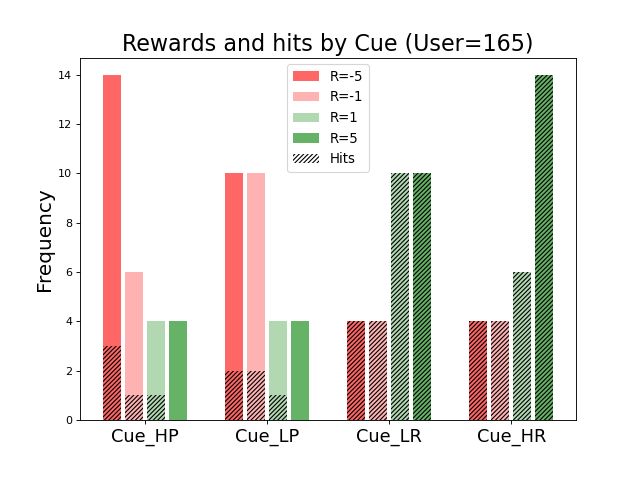 Rewards and hits by Cue (User=165)
Frequency
14
12
10
8
6
4
2
0
R=-5
R=-1
R=1
R=5
Hits
Cue_HP Cue_LP Cue_LR Cue_HR